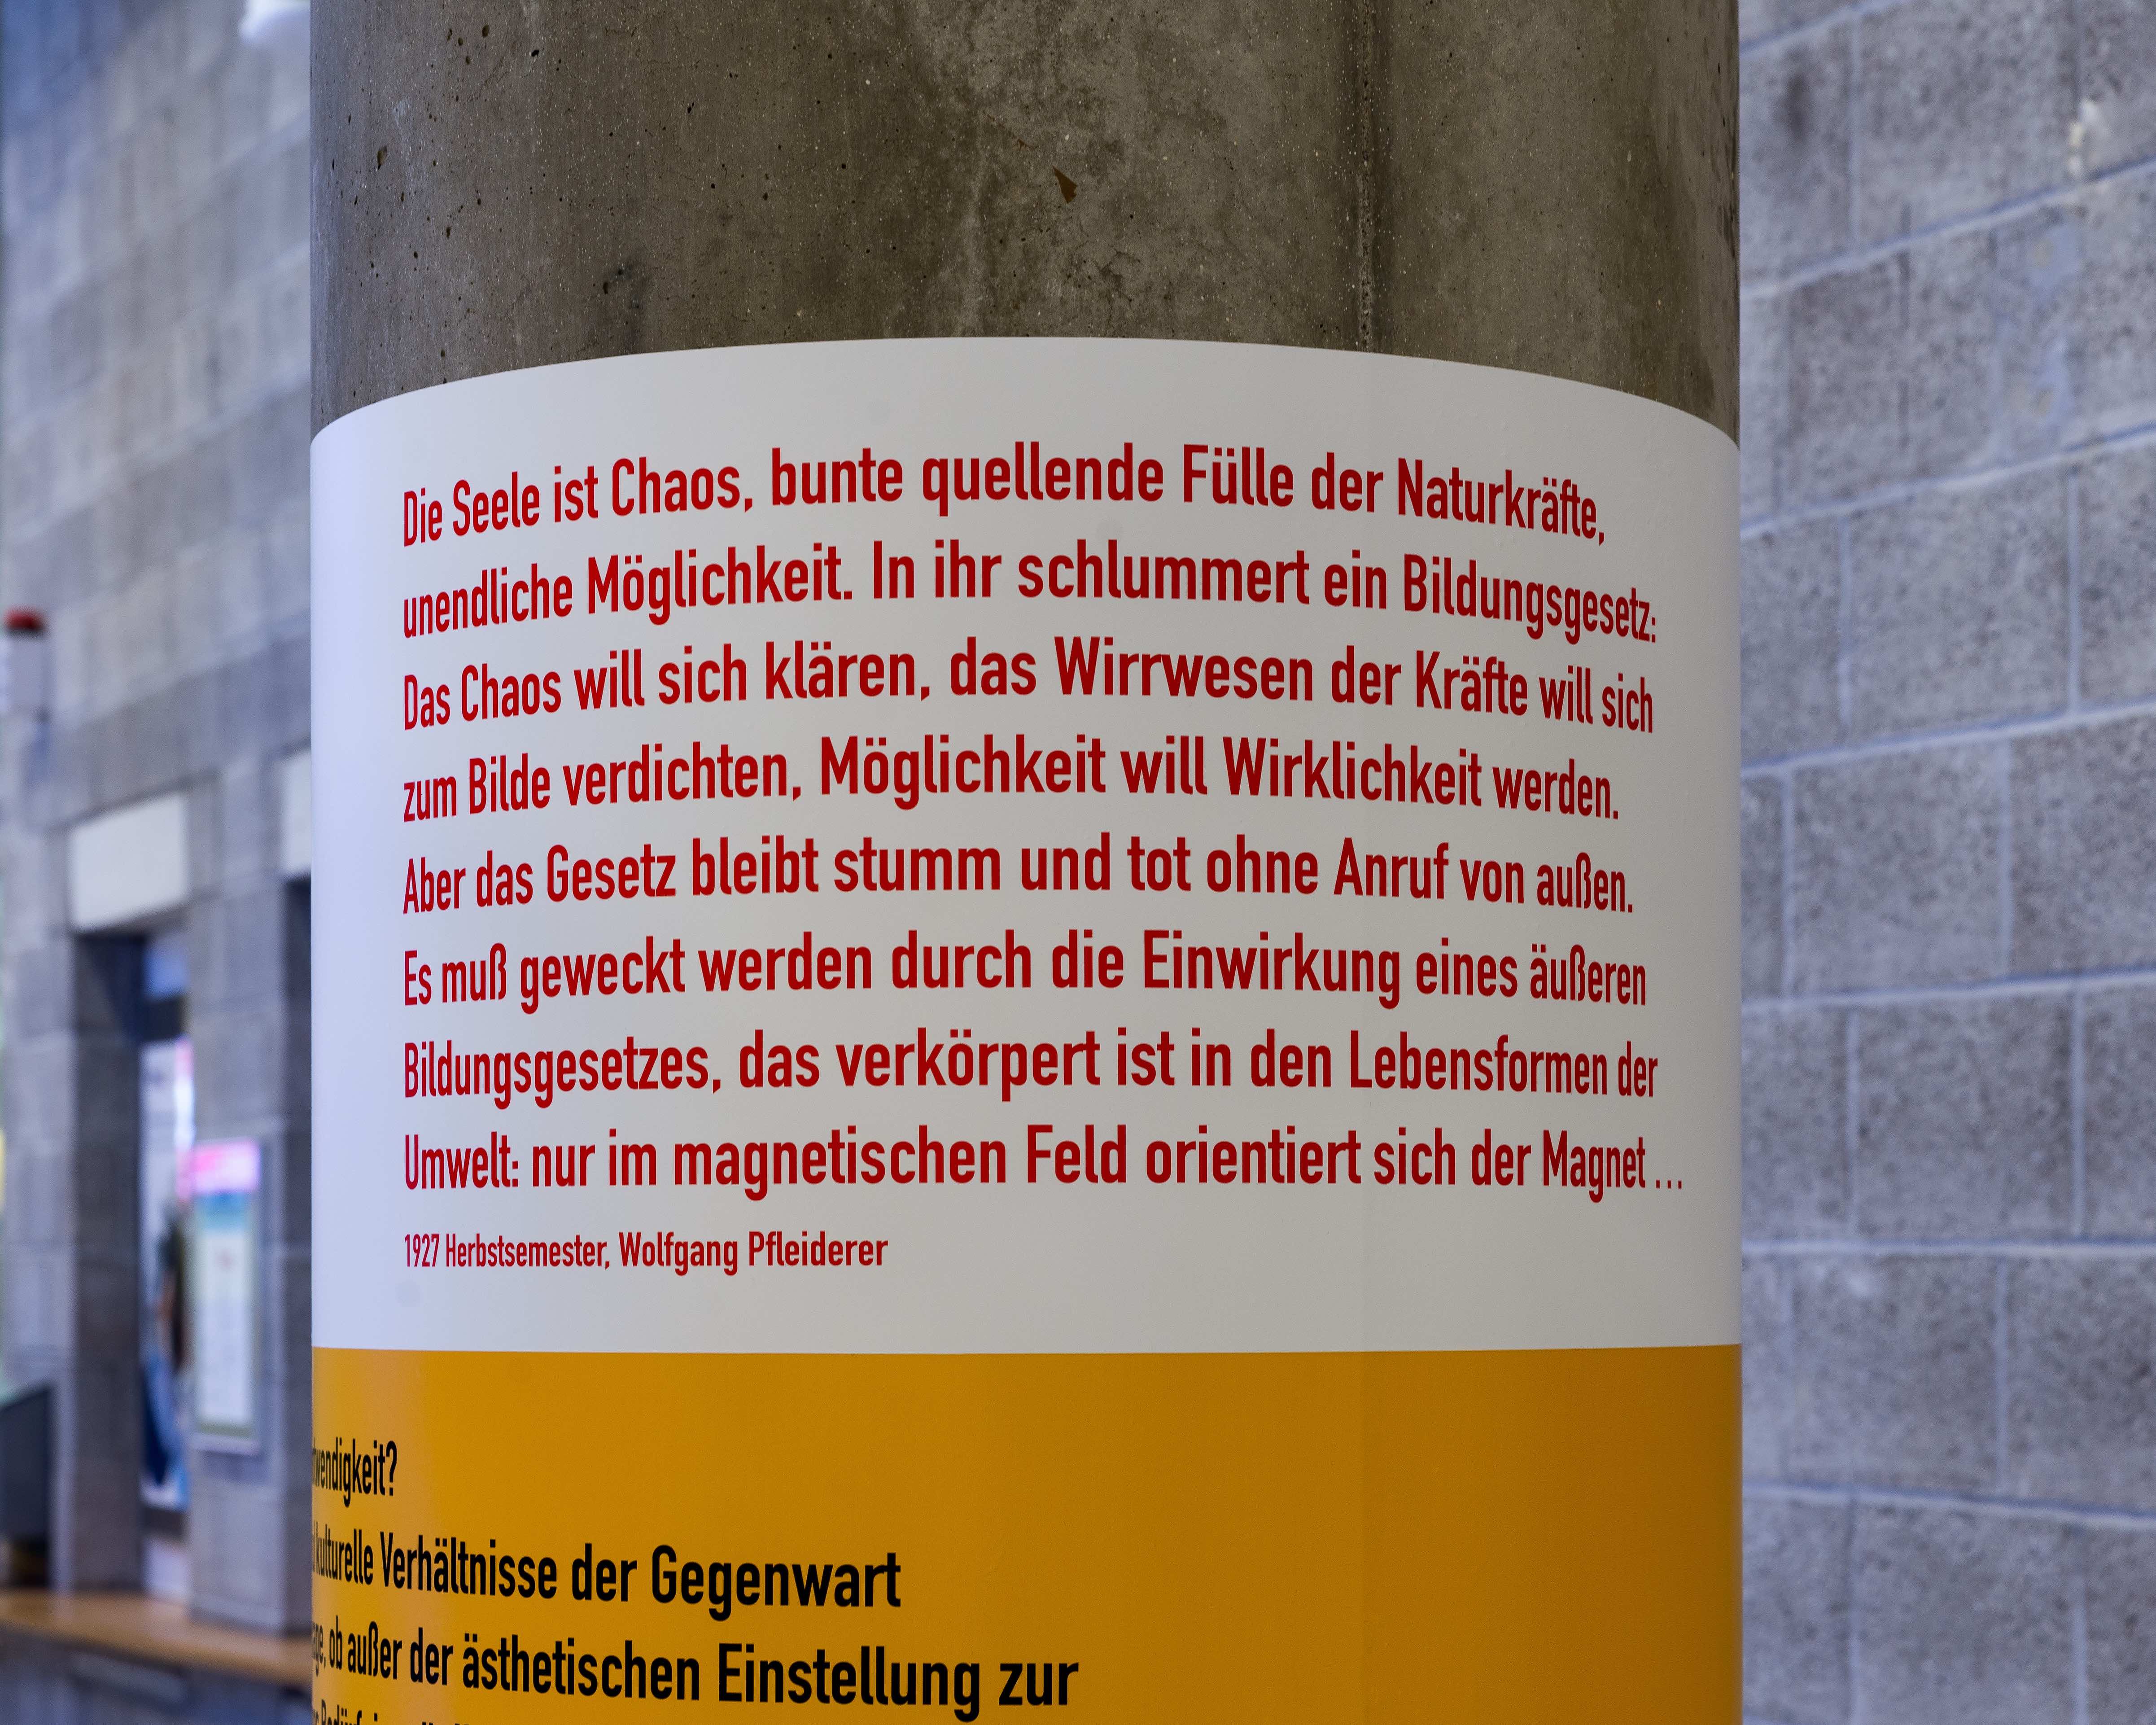 Die Seele ist Chaos, bunte quellende Fülle der Naturkräfte,
unendliche Möglichkeit. In ihr schlummert ein Bildungsgesetz:
Das Chaos will sich klären, das Wirrwesen der Kräfte will sich
zum Bilde verdichten, Möglichkeit will Wirklichkeit werden.
Aber das Gesetz bleibt stumm und tot ohne Anruf von außen.
Es muß geweckt werden durch die Einwirkung eines äußeren
Bildungsgesetzes, das verkörpert ist in den Lebensformen der
Umwelt: nur im magnetischen Feld orientiert sich der Magnet ...
1927 Herbstsemester, Wolfgang Pfleiderer
kulturelle Verhältnisse der Gegenwart
ob außer der ästhetischen Einstellung zur